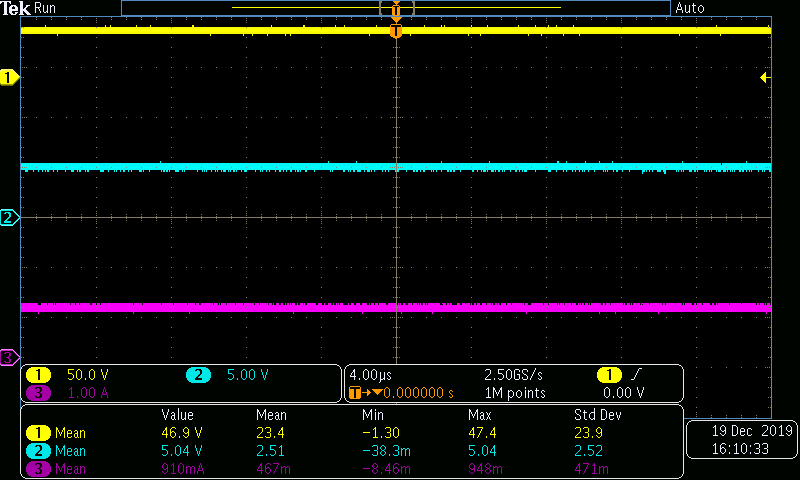 Tek Run Auto
T
T
1
2
3
1 50.0 V 2 5.00 V
3 1.00 A
4.00µs 2.50GS/s 1
T→▼0.000000 s 1M points 0.00 V
Value Mean Min Max Std Dev
1 Mean 46.9 V 23.4 −1.30 47.4 23.9
2 Mean 5.04 V 2.51 −38.3m 5.04 2.52
3 Mean 910mA 467m −8.46m 948m 471m
19 Dec 2019
16:10:33